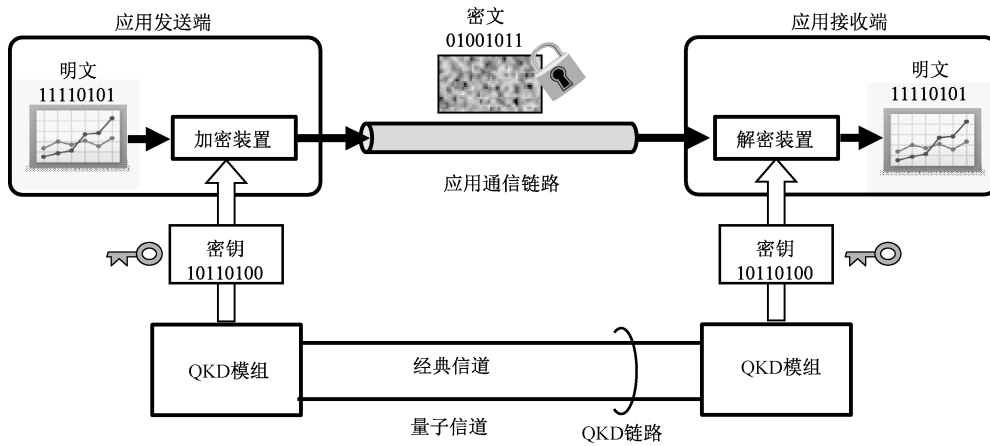 应用发送端
密文
01001011
应用接收端
明文
11110101
明文
11110101
加密装置
解密装置
应用通信链路
密钥
10110100
密钥
10110100
QKD模组
经典信道
QKD模组
量子信道
QKD链路